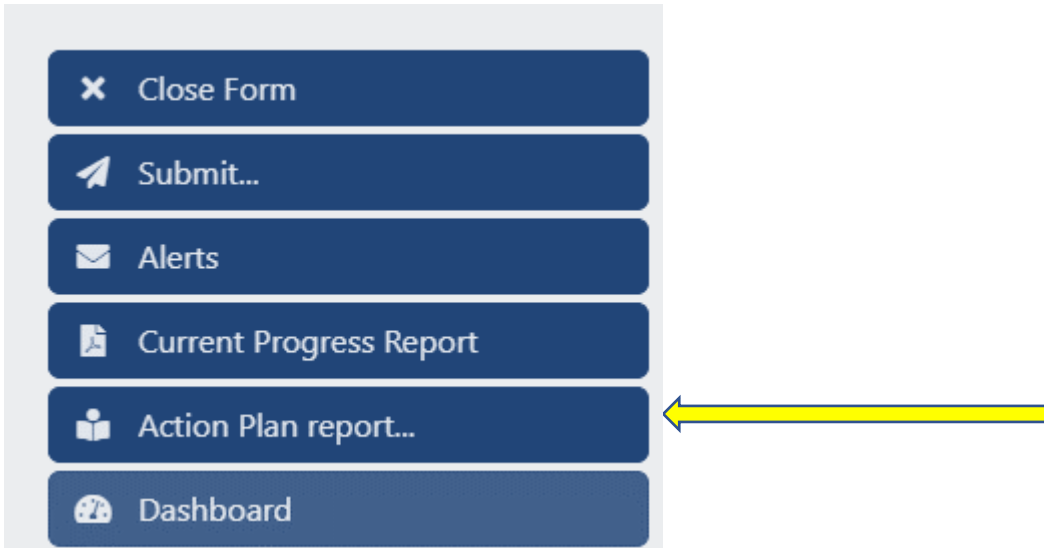 Close Form
Submit...
Alerts
Current Progress Report
Action Plan report...
Dashboard